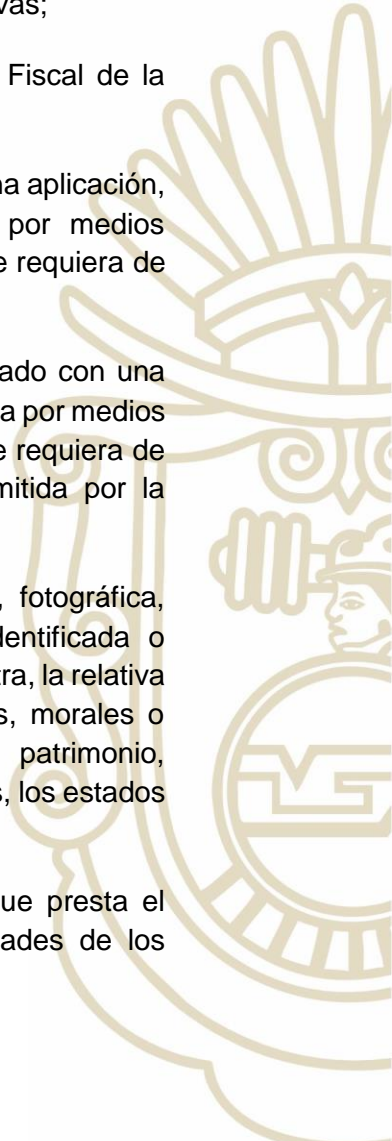 vas;
Fiscal de la
na aplicación,
por medios
e requiera de
ado con una
a por medios
e requiera de
mitida por la
, fotográfica,
dentificada o
tra, la relativa
s, morales o
patrimonio,
s, los estados
ue presta el
ades de los